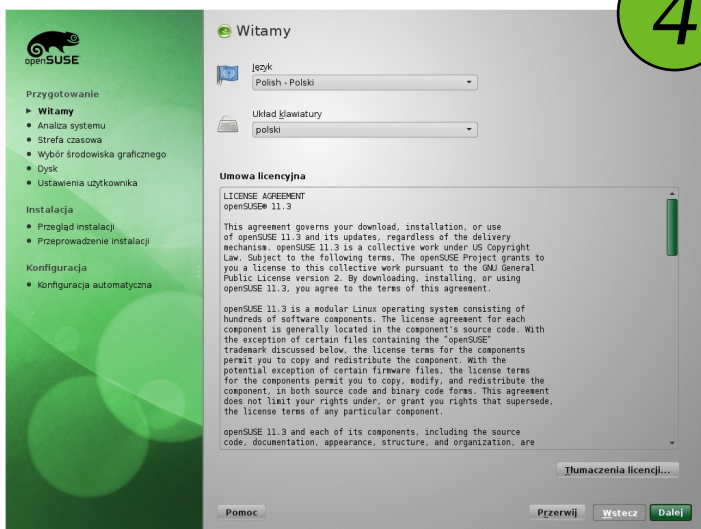 4
openSUSE
Przygotowanie
Witamy
Analiza systemu
Strefa czasowa
Wybór środowiska graficznego
Dysk
Ustawienia użytkownika
Instalacja
Przegląd instalacji
Przeprowadzenie instalacji
Konfiguracja
Konfiguracja automatyczna
Witamy
Język
Polish - Polski
Układ klawiatury
polski
Umowa licencyjna
LICENSE AGREEMENT
openSUSE® 11.3
This agreement governs your download, installation, or use
of openSUSE 11.3 and its updates, regardless of the delivery
mechanism. openSUSE 11.3 is a collective work under US Copyright
Law. Subject to the following terms, The openSUSE Project grants to
you a license to this collective work pursuant to the GNU General
Public License version 2. By downloading, installing, or using
openSUSE 11.3, you agree to the terms of this agreement.
openSUSE 11.3 is a modular Linux operating system consisting of
hundreds of software components. The license agreement for each
component is generally located in the component's source code. With
the exception of certain files containing the "openSUSE"
trademark discussed below, the license terms for the components
permit you to copy and redistribute the component. With the
potential exception of certain firmware files, the license terms
for the components permit you to copy, modify, and redistribute the
component, in both source code and binary code forms. This agreement
does not limit your rights under, or grant you rights that supersede,
the license terms of any particular component.
openSUSE 11.3 and each of its components, including the source
code, documentation, appearance, structure, and organization, are
Tłumaczenia licencji...
Pomoc
Przerwij
Wstecz
Dalej